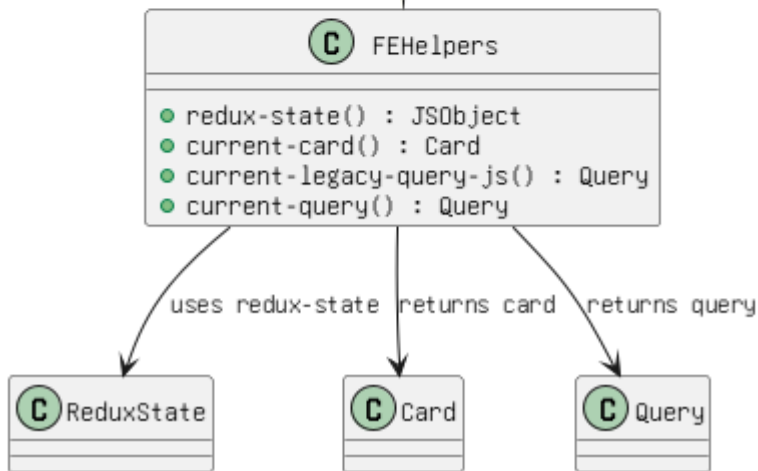 C FEHelpers
redux-state() : JSObject
current-card() : Card
current-legacy-query-js() : Query
current-query() : Query
uses redux-state
returns card
returns query
C ReduxState
C Card
C Query